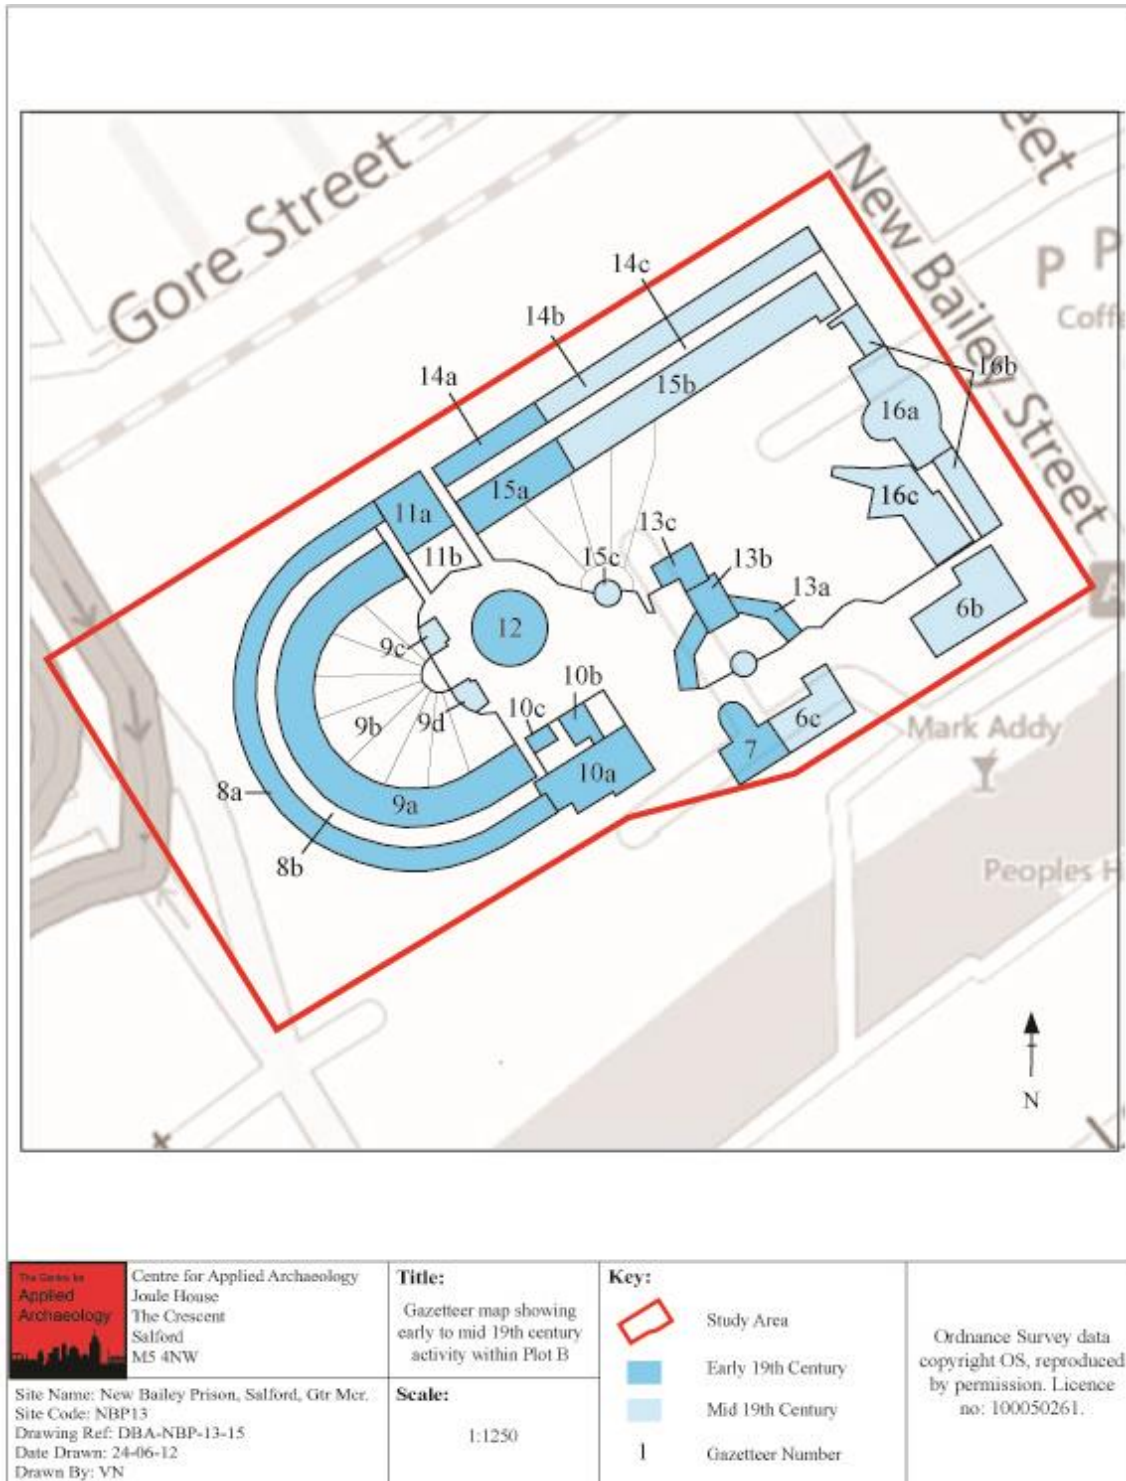 Gore Street
New Bailey Street
P
P
Coffe
14c
14b
14a
15b
16b
16a
15a
11a
16c
11b
13c
15c
13b
13a
12
6b
9c
10b
10c
9b
9d
6c
Mark Addy
7
10a
8a
9a
8b
Peoples H
N
The Centre for
Applied
Archaeology
Centre for Applied Archaeology
Joule House
The Crescent
Salford
M5 4NW
Site Name: New Bailey Prison, Salford, Gtr Mcr.
Site Code: NBP13
Drawing Ref: DBA-NBP-13-15
Date Drawn: 24-06-12
Drawn By: VN
Title:
Gazetteer map showing
early to mid 19th century
activity within Plot B
Scale:
1:1250
Key:
Study Area
Early 19th Century
Mid 19th Century
1 Gazetteer Number
Ordnance Survey data
copyright OS, reproduced
by permission. Licence
no: 100050261.